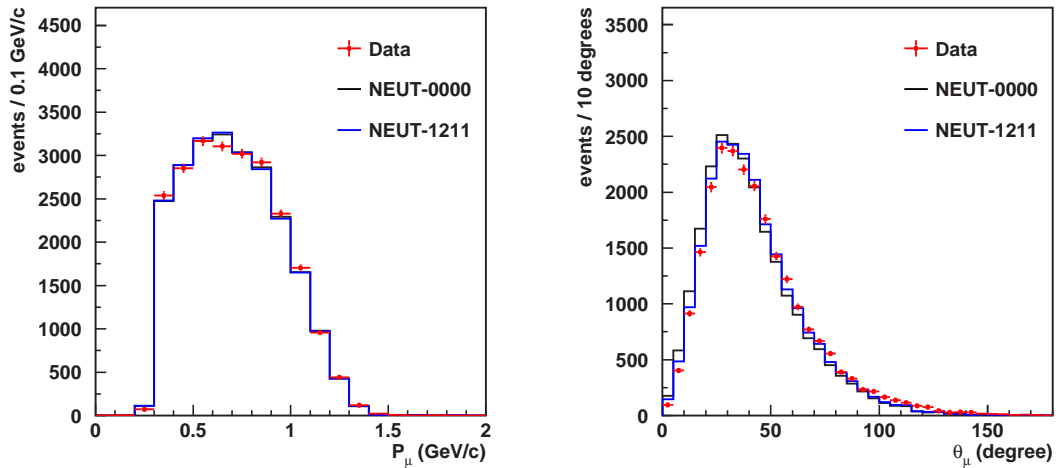 events / 0.1 GeV/c
4500
4000
3500
3000
2500
2000
1500
1000
500
0
Data
NEUT-0000
NEUT-1211
0 0.5 1 1.5 2
P_μ (GeV/c)
events / 10 degrees
3500
3000
2500
2000
1500
1000
500
0
Data
NEUT-0000
NEUT-1211
0 50 100 150
θ_μ (degree)